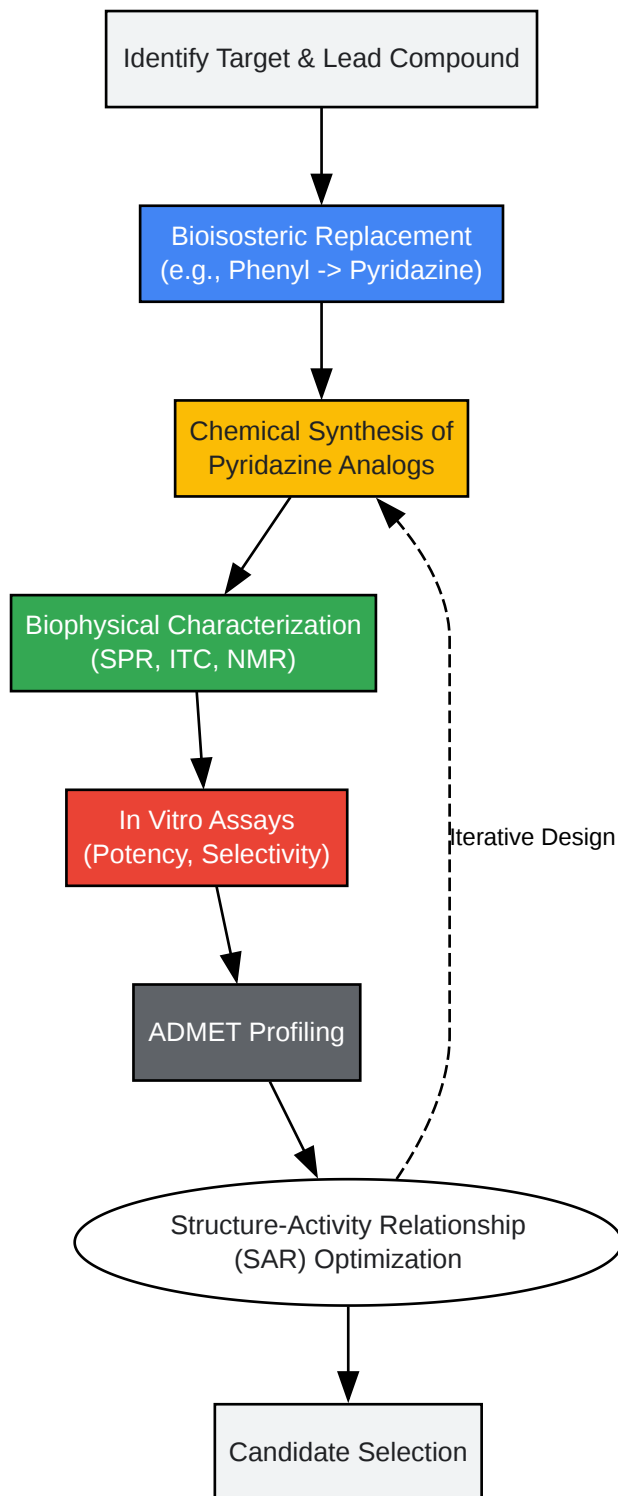 Identify Target & Lead Compound
Bioisosteric Replacement
(e.g., Phenyl -> Pyridazine)
Chemical Synthesis of
Pyridazine Analogs
Biophysical Characterization
(SPR, ITC, NMR)
In Vitro Assays
(Potency, Selectivity)
Iterative Design
ADMET Profiling
Structure-Activity Relationship
(SAR) Optimization
Candidate Selection